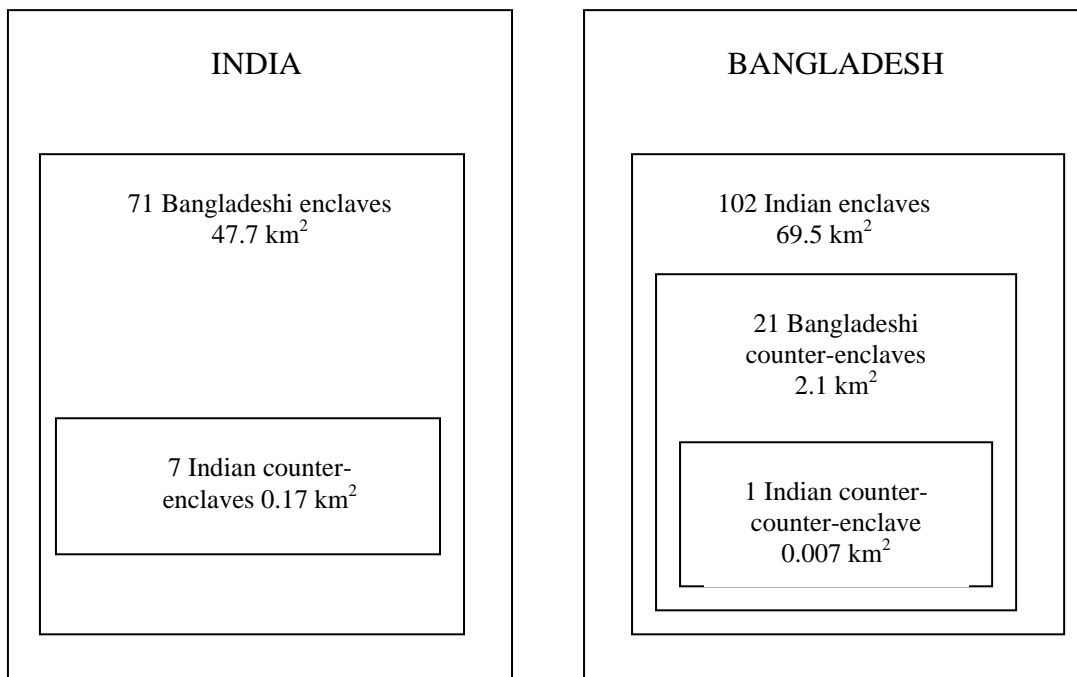 INDIA
71 Bangladeshi enclaves
47.7 km²
7 Indian counter-
enclaves 0.17 km²
BANGLADESH
102 Indian enclaves
69.5 km²
21 Bangladeshi
counter-enclaves
2.1 km²
1 Indian counter-
counter-enclave
0.007 km²